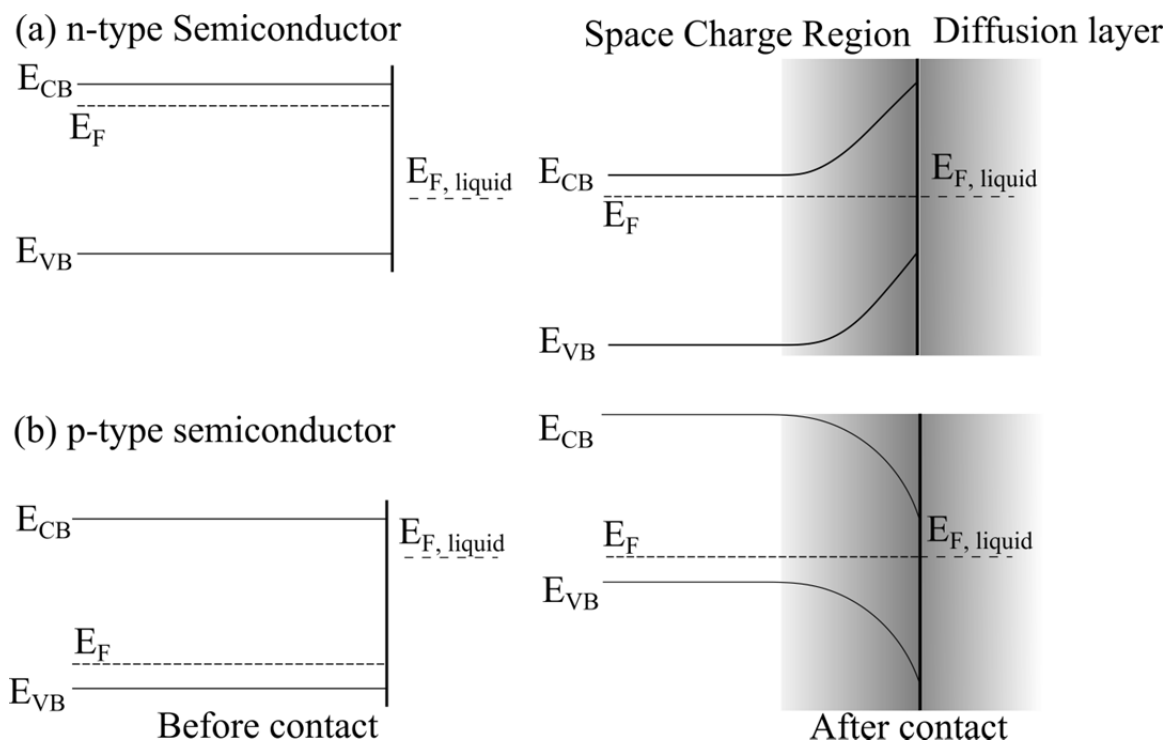 (a) n-type Semiconductor
Space Charge Region
Diffusion layer
E_CB
E_F
E_F, liquid
E_VB
E_CB
E_F
E_F, liquid
E_VB
(b) p-type semiconductor
E_CB
E_F, liquid
E_F
E_VB
Before contact
E_CB
E_F
E_F, liquid
E_VB
After contact